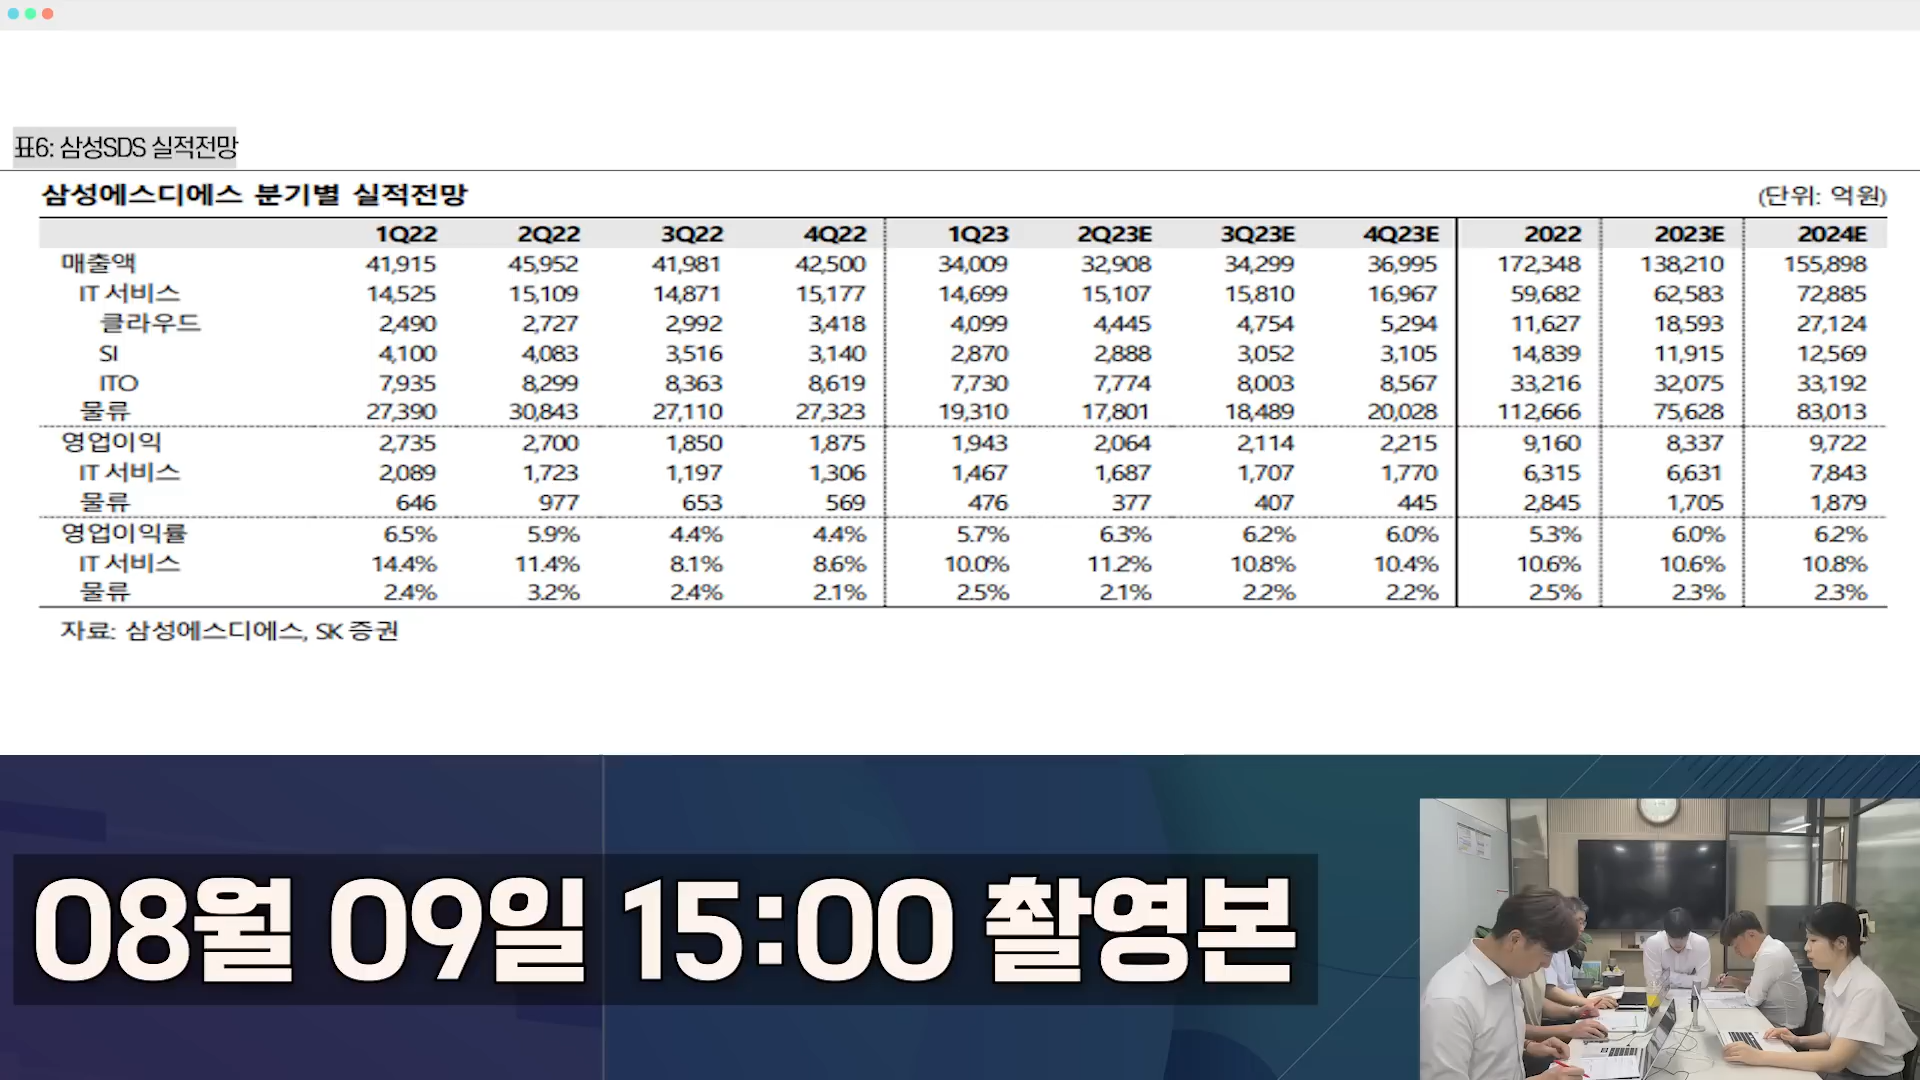 표6: 삼성SDS 실적전망
삼성에스디에스 분기별 실적전망 (단위: 억원)
1Q22 2Q22 3Q22 4Q22 1Q23 2Q23E 3Q23E 4Q23E 2022 2023E 2024E
매출액 41,915 45,952 41,981 42,500 34,009 32,908 34,299 36,995 172,348 138,210 155,898
IT 서비스 14,525 15,109 14,871 15,177 14,699 15,107 15,810 16,967 59,682 62,583 72,885
클라우드 2,490 2,727 2,992 3,418 4,099 4,445 4,754 5,294 11,627 18,593 27,124
SI 4,100 4,083 3,516 3,140 2,870 2,888 3,052 3,105 14,839 11,915 12,569
ITO 7,935 8,299 8,363 8,619 7,730 7,774 8,003 8,567 33,216 32,075 33,192
물류 27,390 30,843 27,110 27,323 19,310 17,801 18,489 20,028 112,666 75,628 83,013
영업이익 2,735 2,700 1,850 1,875 1,943 2,064 2,114 2,215 9,160 8,337 9,722
IT 서비스 2,089 1,723 1,197 1,306 1,467 1,687 1,707 1,770 6,315 6,631 7,843
물류 646 977 653 569 476 377 407 445 2,845 1,705 1,879
영업이익률 6.5% 5.9% 4.4% 4.4% 5.7% 6.3% 6.2% 6.0% 5.3% 6.0% 6.2%
IT 서비스 14.4% 11.4% 8.1% 8.6% 10.0% 11.2% 10.8% 10.4% 10.6% 10.6% 10.8%
물류 2.4% 3.2% 2.4% 2.1% 2.5% 2.1% 2.2% 2.2% 2.5% 2.3% 2.3%
자료: 삼성에스디에스, SK 증권
08월 09일 15:00 촬영본